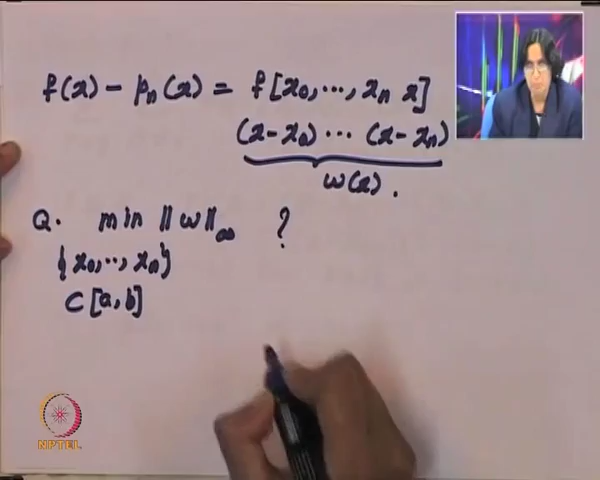 f(x) - pₙ(x) = f[x₀, ..., xₙ x]
(x - x₀) ... (x - xₙ)
w(x).
Q. min ||w||∞ ?
{x₀, .., xₙ}
⊂ [a, b]
NPTEL